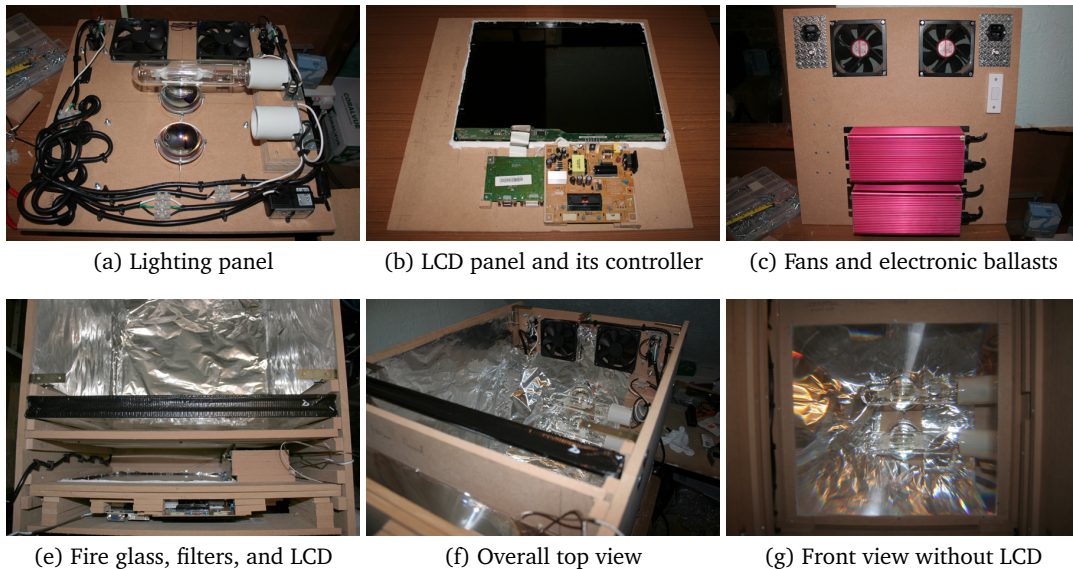 (a) Lighting panel
(b) LCD panel and its controller
(c) Fans and electronic ballasts
(e) Fire glass, filters, and LCD
(f) Overall top view
(g) Front view without LCD